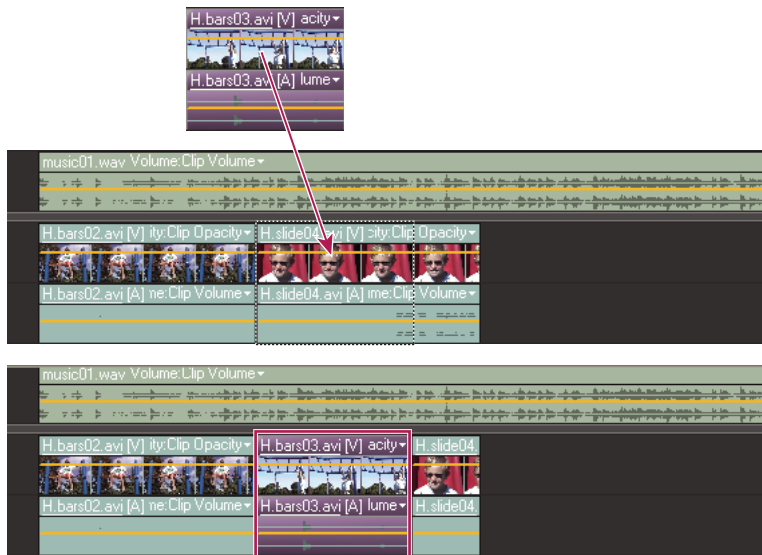 H.bars03.avi [V] acity
H.bars03.avi [A] lume
music01.wav Volume:Clip Volume
H.bars02.avi [V] ity:Clip Opacity
H.slide04.avi [V] city:Clip Opacity
H.bars02.avi [A] ne:Clip Volume
H.slide04.avi [A] ime:Clip Volume
music01.wav Volume:Clip Volume
H.bars02.avi [V] ity:Clip Opacity
H.bars03.avi [V] acity
H.slide04.
H.bars02.avi [A] ne:Clip Volume
H.bars03.avi [A] lume
H.slide04.